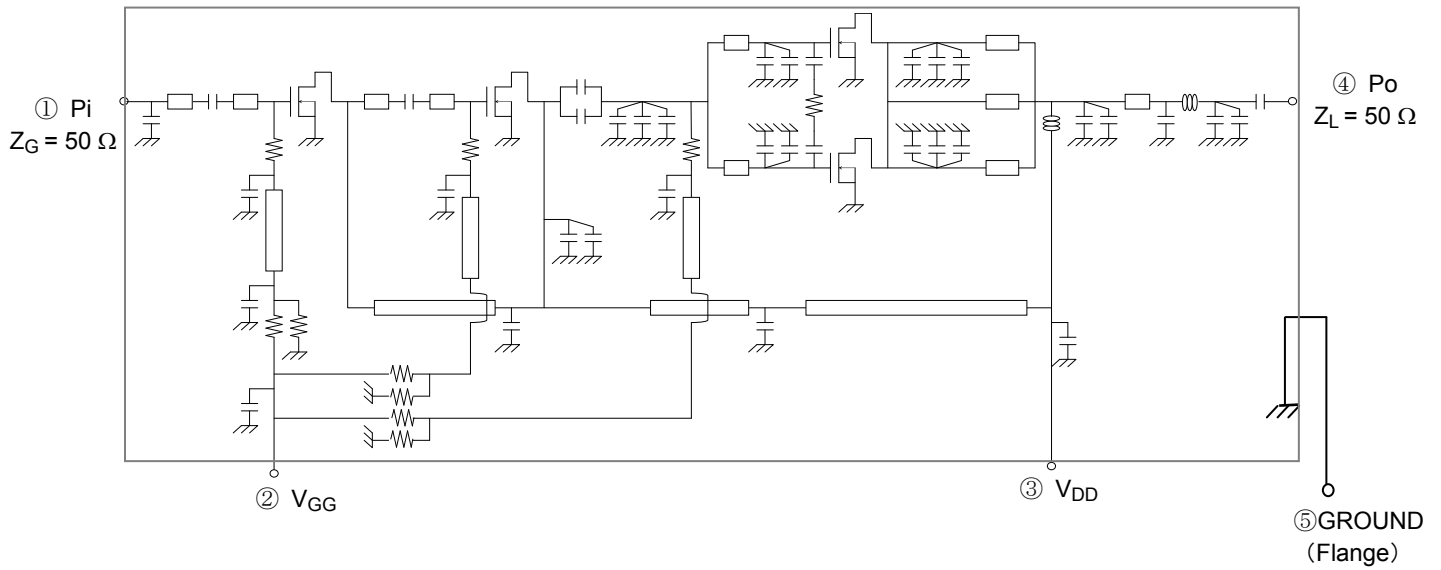 ① Pi
Z_G = 50 Ω
④ Po
Z_L = 50 Ω
② V_GG
③ V_DD
⑤GROUND
（Flange）